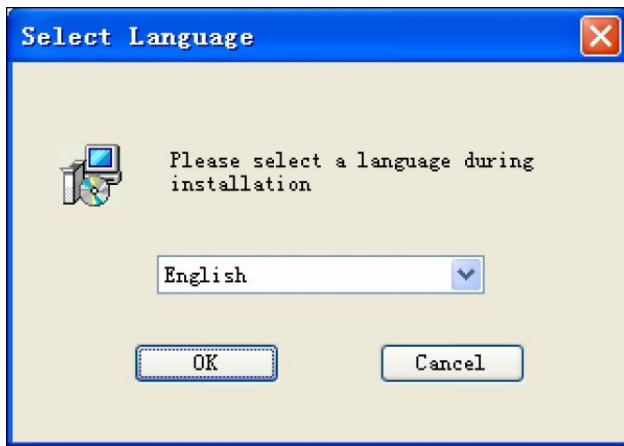 Select Language
Please select a language during
installation
English
OK
Cancel